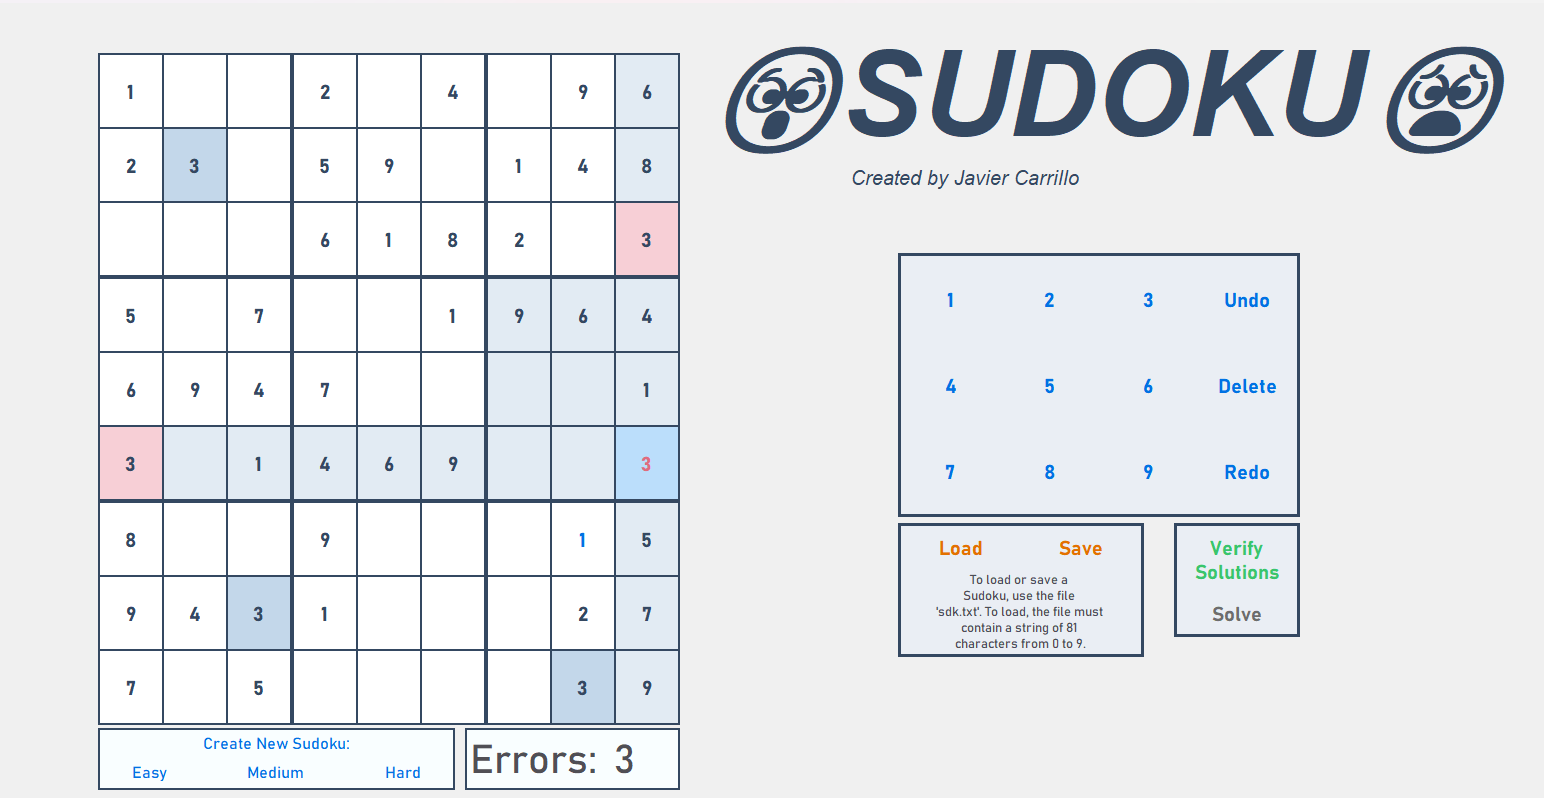 SUDOKU
Created by Javier Carrillo
1 2 4 9 6
2 3 5 9 1 4 8
6 1 8 2 3
5 7 1 9 6 4
6 9 4 7 1
3 1 4 6 9 3
8 9 1 5
9 4 3 1 2 7
7 5 3 9
Create New Sudoku:
Easy Medium Hard
Errors: 3
1 2 3 Undo
4 5 6 Delete
7 8 9 Redo
Load Save
To load or save a
Sudoku, use the file
'sdk.txt'. To load, the file must
contain a string of 81
characters from 0 to 9.
Verify
Solutions
Solve